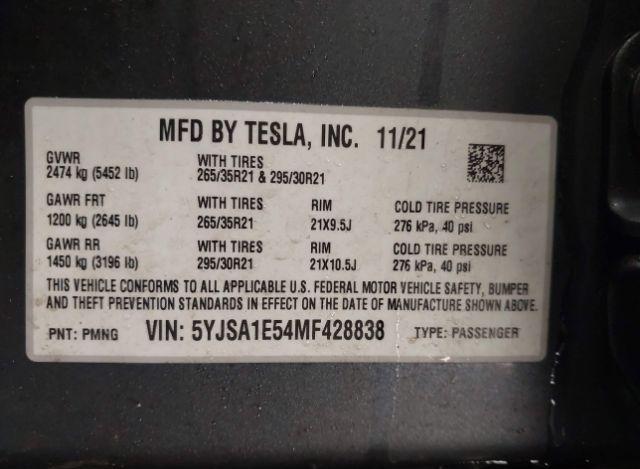 MFD BY TESLA, INC. 11/21
GVWR WITH TIRES
2474 kg (5452 lb) 265/35R21 & 295/30R21
GAWR FRT WITH TIRES RIM COLD TIRE PRESSURE
1200 kg (2645 lb) 265/35R21 21X9.5J 276 kPa, 40 psi
GAWR RR WITH TIRES RIM COLD TIRE PRESSURE
1450 kg (3196 lb) 295/30R21 21X10.5J 276 kPa, 40 psi
THIS VEHICLE CONFORMS TO ALL APPLICABLE U.S. FEDERAL MOTOR VEHICLE SAFETY, BUMPER
AND THEFT PREVENTION STANDARDS IN EFFECT ON THE DATE OF MANUFACTURE SHOWN ABOVE.
PNT: PMNG VIN: 5YJSA1E54MF428838 TYPE: PASSENGER